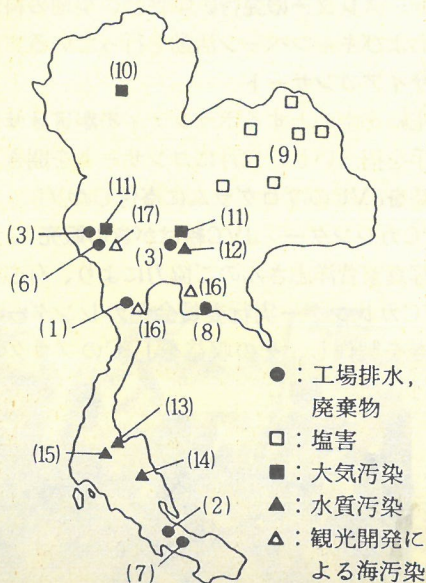 (10)
(9)
(11)
(17)
(11)
(3)
(3)
(12)
(6)
(16)
(1)
(16)
(8)
(13)
(15)
(14)
(2)
(7)
●：工場排水，
廃棄物
□：塩害
■：大気汚染
▲：水質汚染
△：観光開発に
よる海汚染